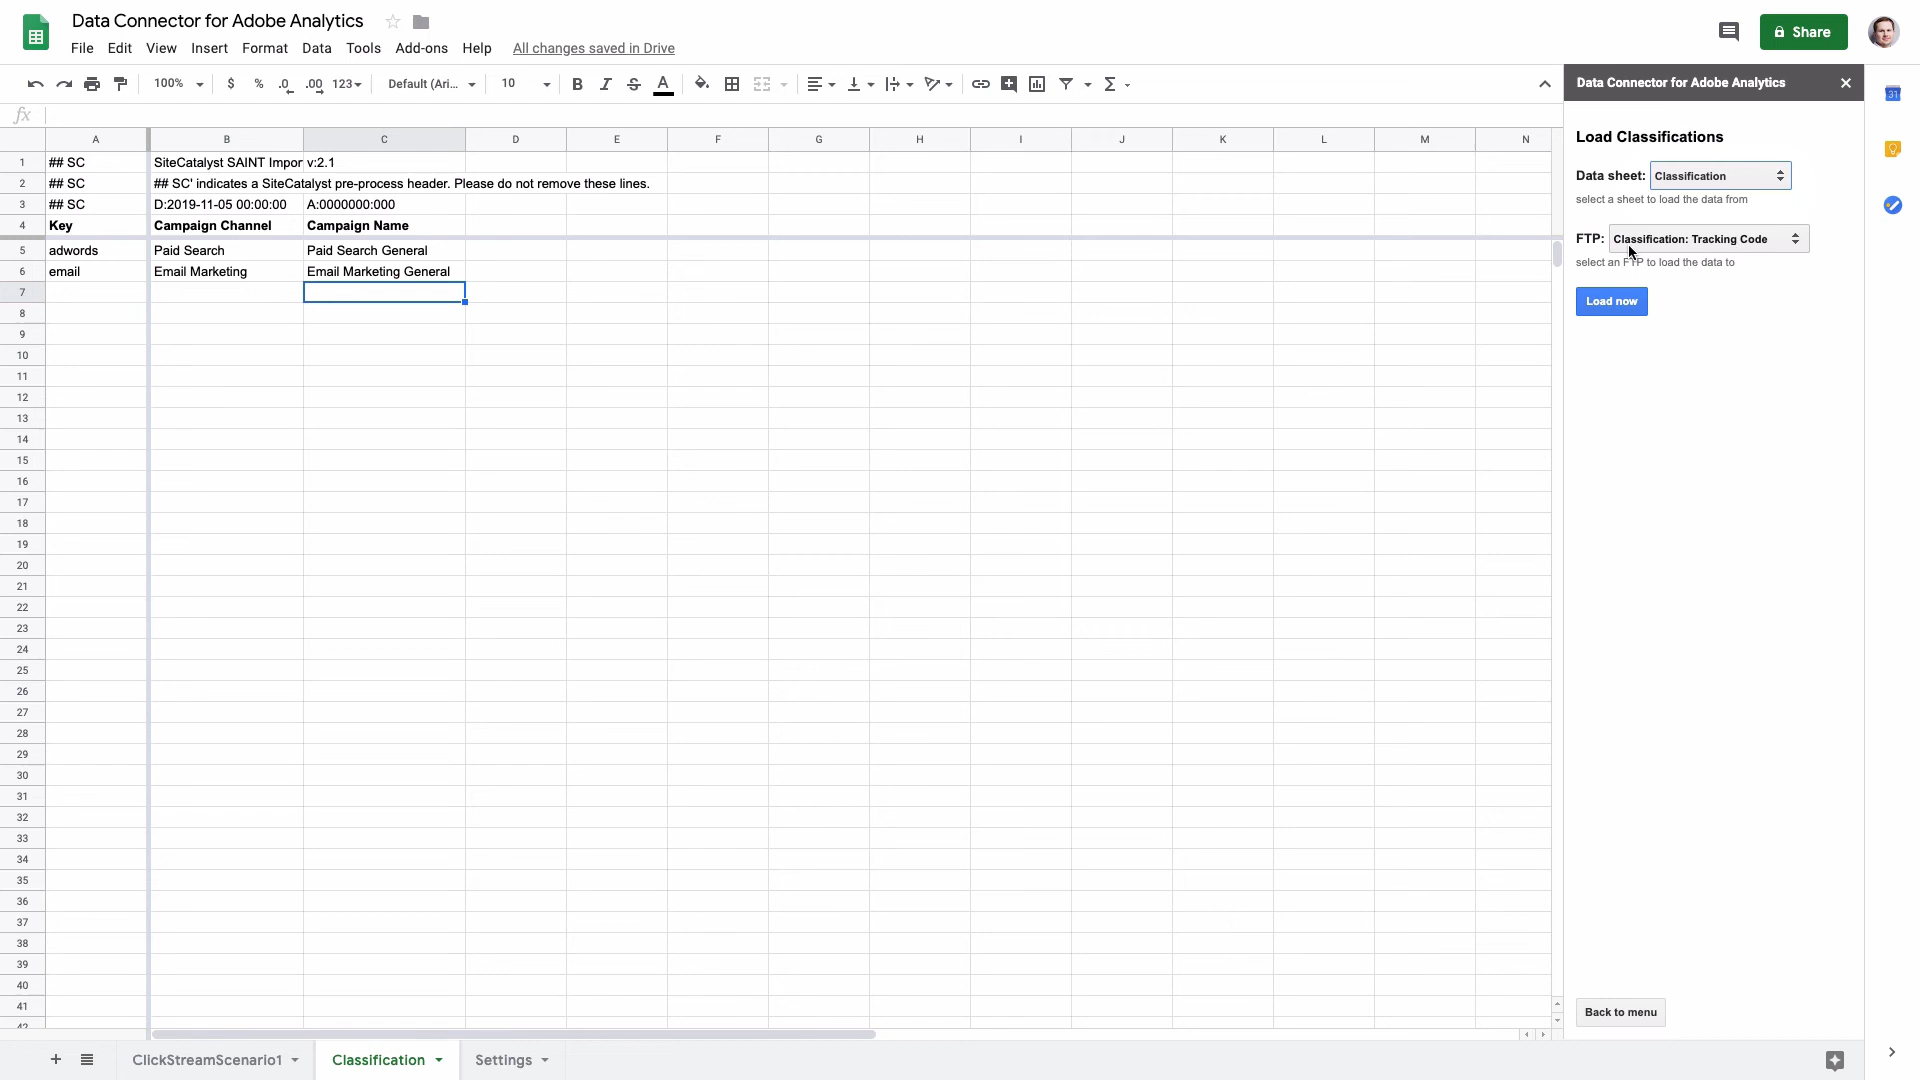 Data Connector for Adobe Analytics
File Edit View Insert Format Data Tools Add-ons Help All changes saved in Drive
Share
100% $ % .0 .00 123 Default (Ari... 10 B I S A Σ
fx
Data Connector for Adobe Analytics
A B C D E F G H I J K L M N
1 ## SC SiteCatalyst SAINT Impor v:2.1
2 ## SC ## SC' indicates a SiteCatalyst pre-process header. Please do not remove these lines.
3 ## SC D:2019-11-05 00:00:00 A:0000000:000
4 Key Campaign Channel Campaign Name
5 adwords Paid Search Paid Search General
6 email Email Marketing Email Marketing General
7
8
9
10
11
12
13
14
15
16
17
18
19
20
21
22
23
24
25
26
27
28
29
30
31
32
33
34
35
36
37
38
39
40
41
42
Load Classifications
Data sheet: Classification
select a sheet to load the data from
FTP: Classification: Tracking Code
select an FTP to load the data to
Load now
Back to menu
31
ClickStreamScenario1 Classification Settings